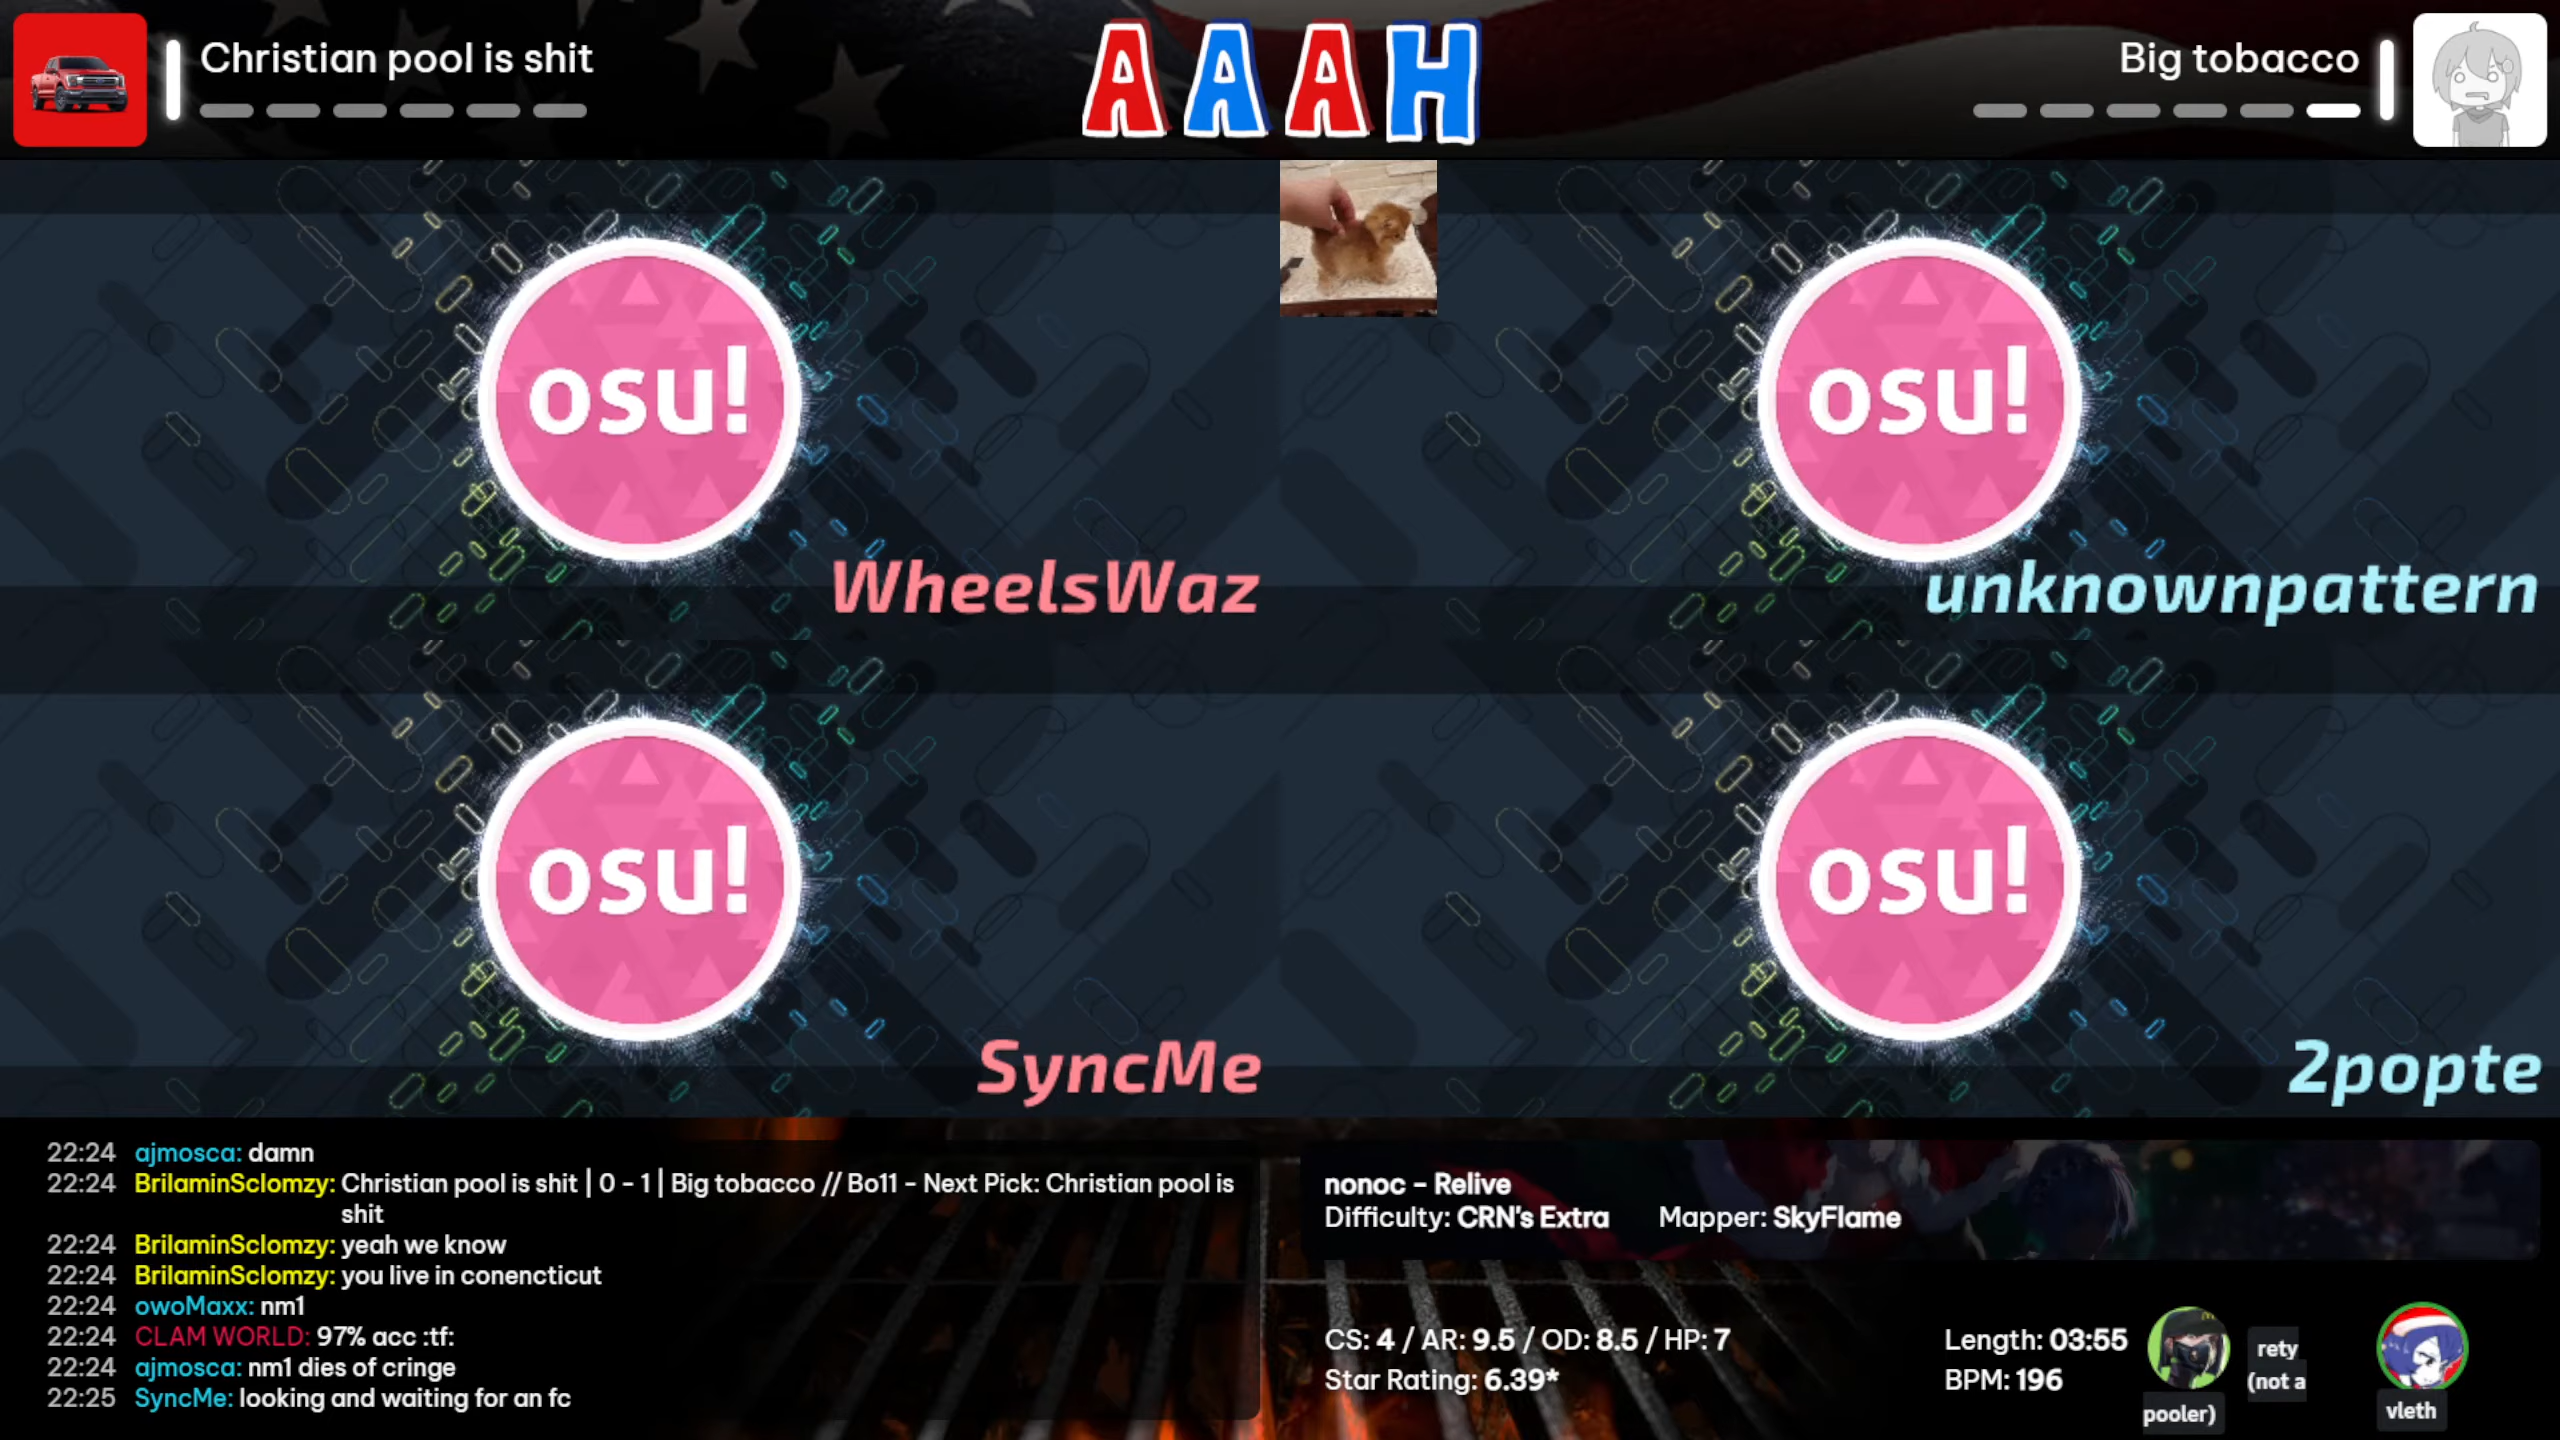 Christian pool is shit
AAAH
Big tobacco
osu!
WheelsWaz
osu!
unknownpattern
osu!
SyncMe
osu!
2popte
22:24 ajmosca: damn
22:24 BrilaminSclomzy: Christian pool is shit | 0 - 1 | Big tobacco // Bo11 - Next Pick: Christian pool is
shit
22:24 BrilaminSclomzy: yeah we know
22:24 BrilaminSclomzy: you live in conencticut
22:24 owoMaxx: nm1
22:24 CLAM WORLD: 97% acc :tf:
22:24 ajmosca: nm1 dies of cringe
22:25 SyncMe: looking and waiting for an fc
nonoc - Relive
Difficulty: CRN's Extra Mapper: SkyFlame
CS: 4 / AR: 9.5 / OD: 8.5 / HP: 7
Star Rating: 6.39*
Length: 03:55
BPM: 196
rety
(not a
pooler)
vleth